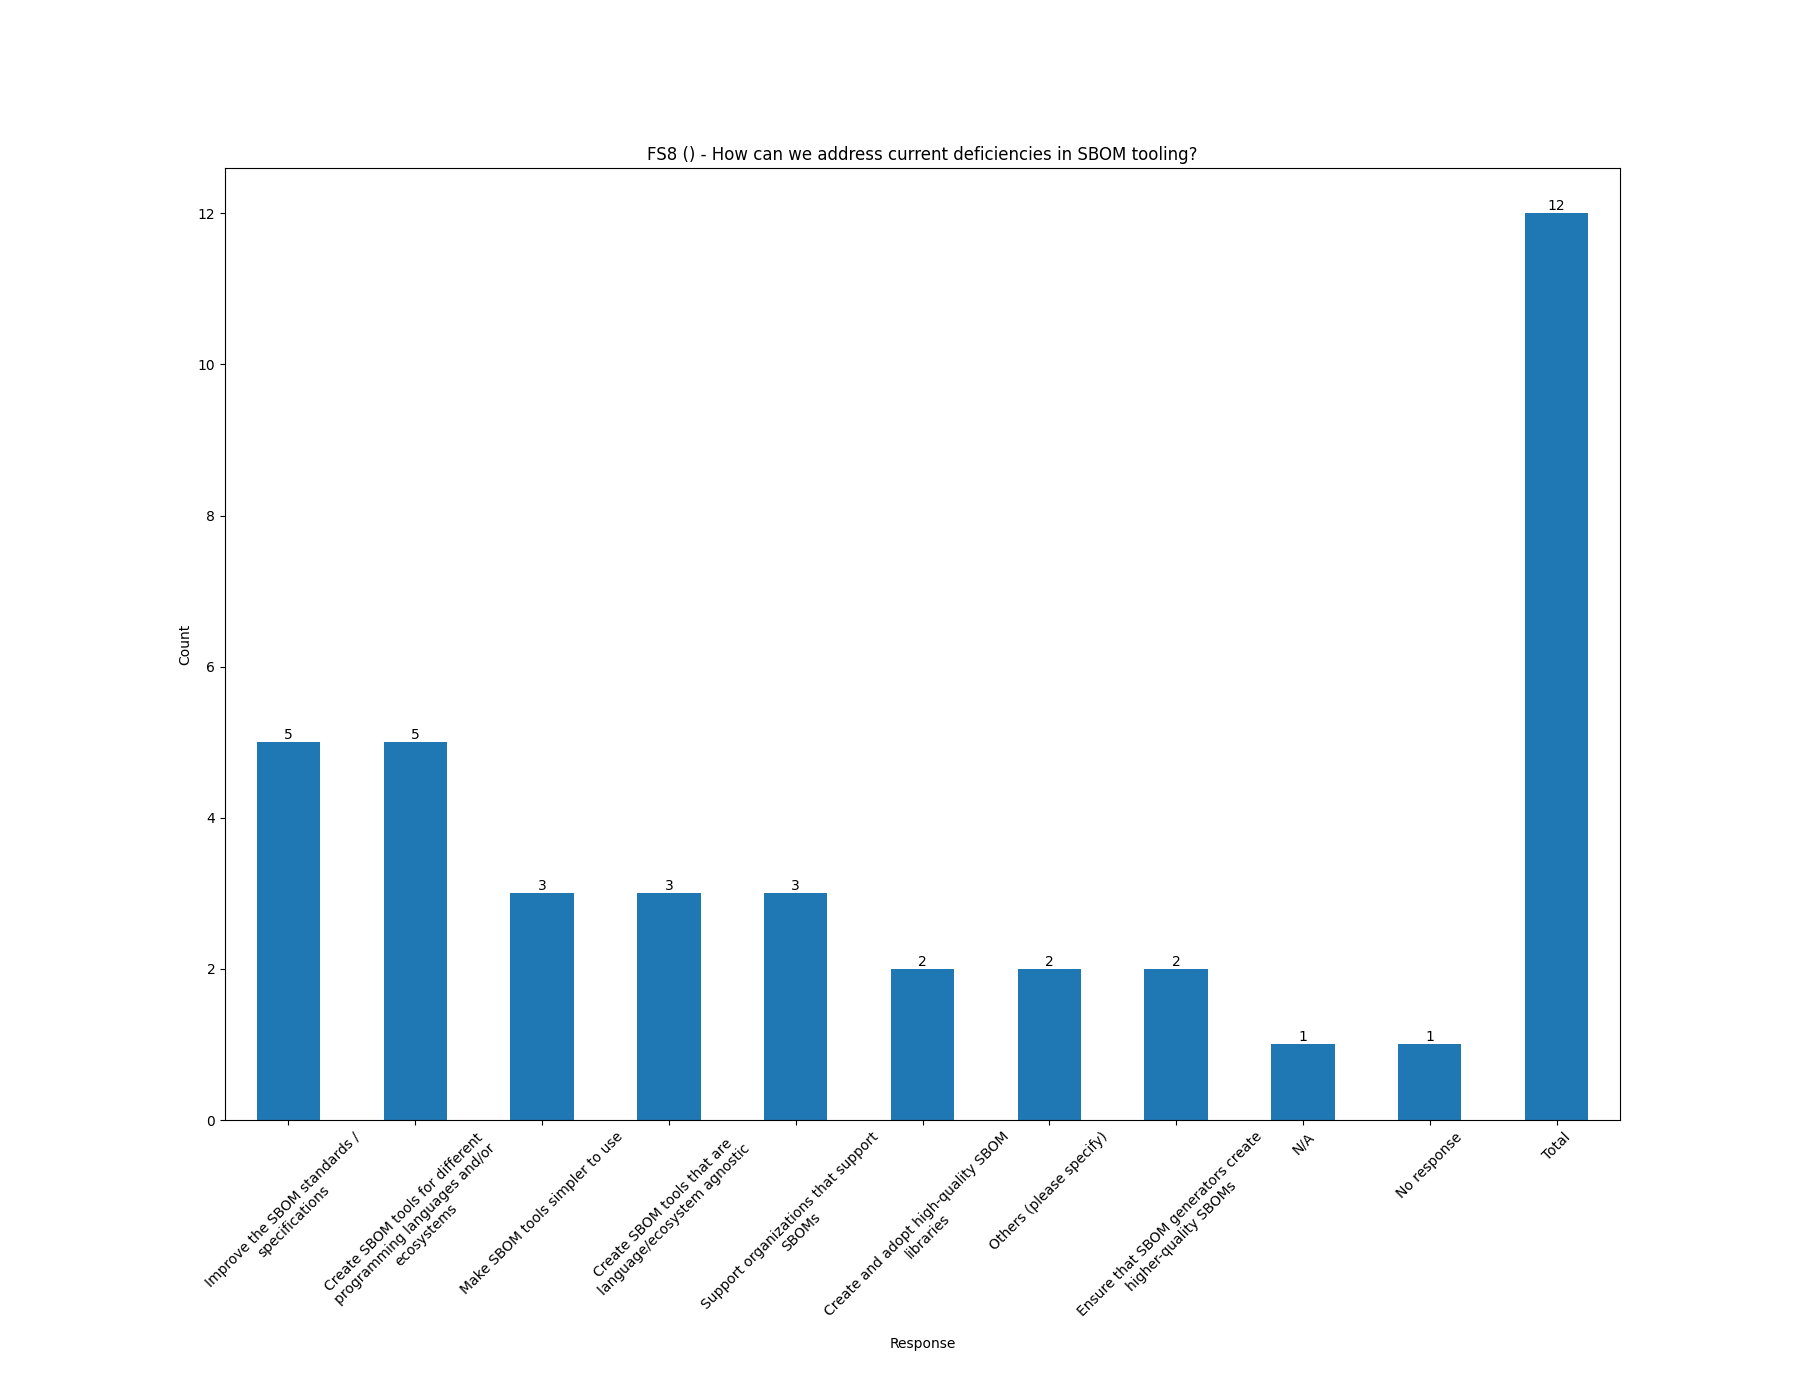 FS8 () - How can we address current deficiencies in SBOM tooling?
Count
12
10
8
6
4
2
0
5
5
3
3
3
2
2
2
1
1
12
Improve the SBOM standards /
specifications
Create SBOM tools for different
programming languages and/or
ecosystems
Make SBOM tools simpler to use
Create SBOM tools that are
language/ecosystem agnostic
Support organizations that support
SBOMs
Create and adopt high-quality SBOM
libraries
Others (please specify)
Ensure that SBOM generators create
higher-quality SBOMs
N/A
No response
Total
Response